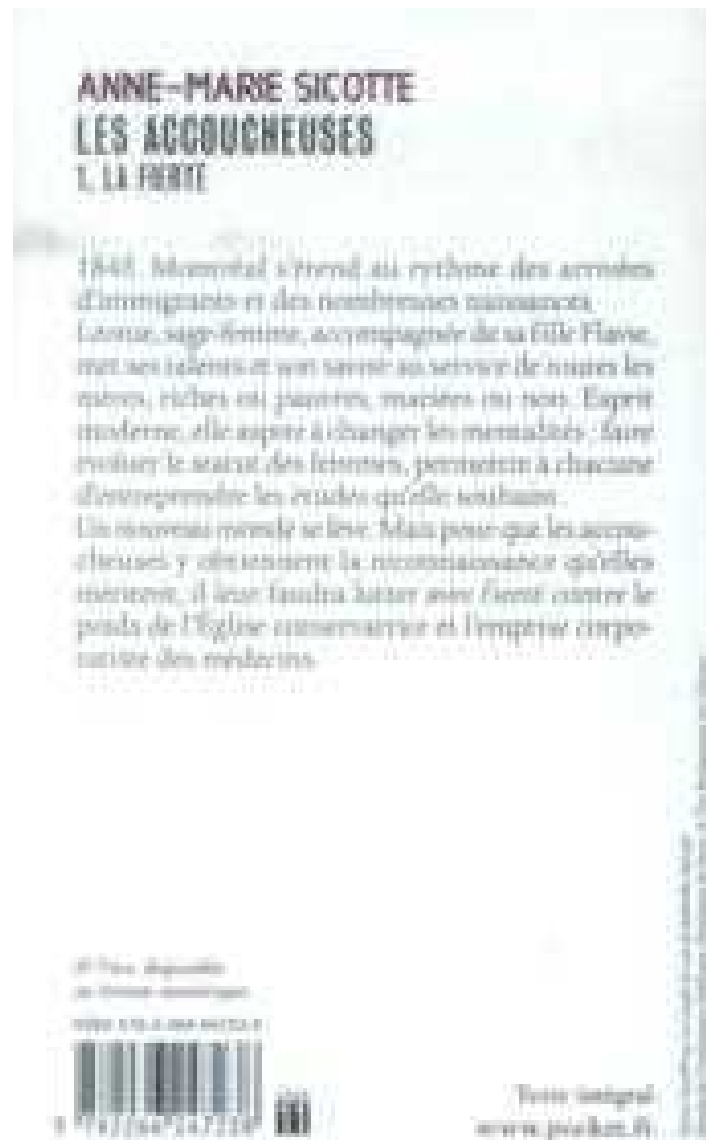 ANNE-MARIE SICOTTE
LES ACCOUCHEUSES
1. LA FIERTÉ
Montréal s'étend au rythme des arrivées
d'immigrants et des nombreuses naissances.
Léonie, sage-femme, accompagnée de sa fille Flavie,
met ses talents et son savoir au service de toutes les
mères, riches ou pauvres, mariées ou non. Esprit
moderne, elle aspire à changer les mentalités, faire
évoluer le statut des femmes, permettre à chacune
d'entreprendre les études qu'elle souhaite.
Un nouveau monde se lève. Mais pour que les accou-
cheuses y obtiennent la reconnaissance qu'elles
méritent, il leur faudra lutter avec fierté contre le
poids de l'Église conservatrice et l'emprise corpo-
ratiste des médecins.
Titre disponible
en format numérique
Texte intégral
www.pocket.fr